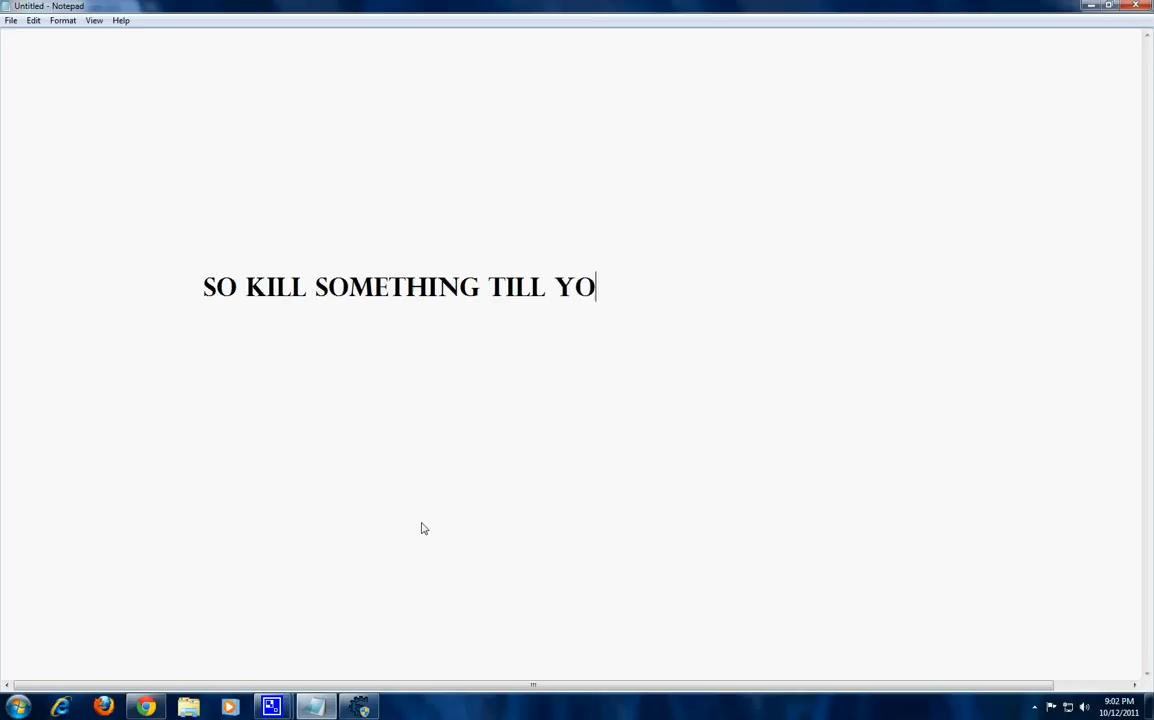 Untitled - Notepad
File Edit Format View Help
SO KILL SOMETHING TILL YO
9:02 PM
10/12/2011